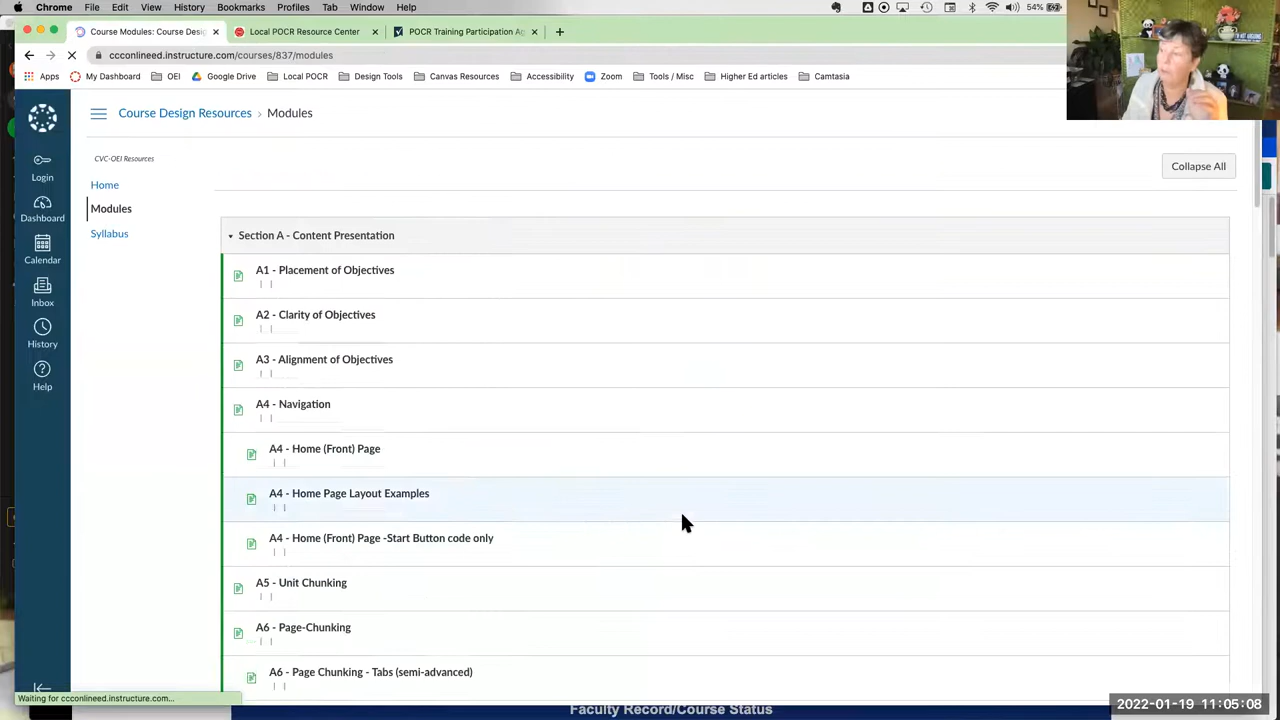 Chrome File Edit View History Bookmarks Profiles Tab Window Help 54%
Course Modules: Course Desi
Local POCR Resource Center
POCR Training Participation Ag
ccconlineed.instructure.com/courses/837/modules
Apps My Dashboard OEI Google Drive Local POCR Design Tools Canvas Resources Accessibility Zoom Tools / Misc Higher Ed articles Camtasia
Course Design Resources › Modules
CVC-OEI Resources
Collapse All
Login
Dashboard
Calendar
Inbox
History
Help
Home
Modules
Syllabus
Section A - Content Presentation
A1 - Placement of Objectives
A2 - Clarity of Objectives
A3 - Alignment of Objectives
A4 - Navigation
A4 - Home (Front) Page
A4 - Home Page Layout Examples
A4 - Home (Front) Page -Start Button code only
A5 - Unit Chunking
A6 - Page-Chunking
A6 - Page Chunking - Tabs (semi-advanced)
Waiting for ccconlineed.instructure.com...
Faculty Record/Course Status
2022-01-19 11:05:08